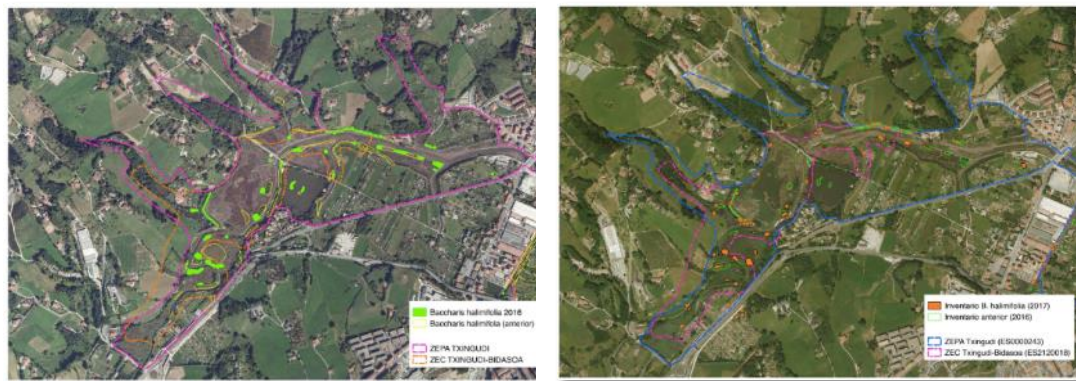 Baccharis halimifolia 2016
Baccharis halimifolia (anterior)
ZEPA TXINGUDI
ZEC TXINGUDI-BIDASOA
Inventario B. halimifolia (2017)
Inventario anterior (2016)
ZEPA Txingudi (ES0000243)
ZEC Txingudi-Bidasoa (ES2120018)